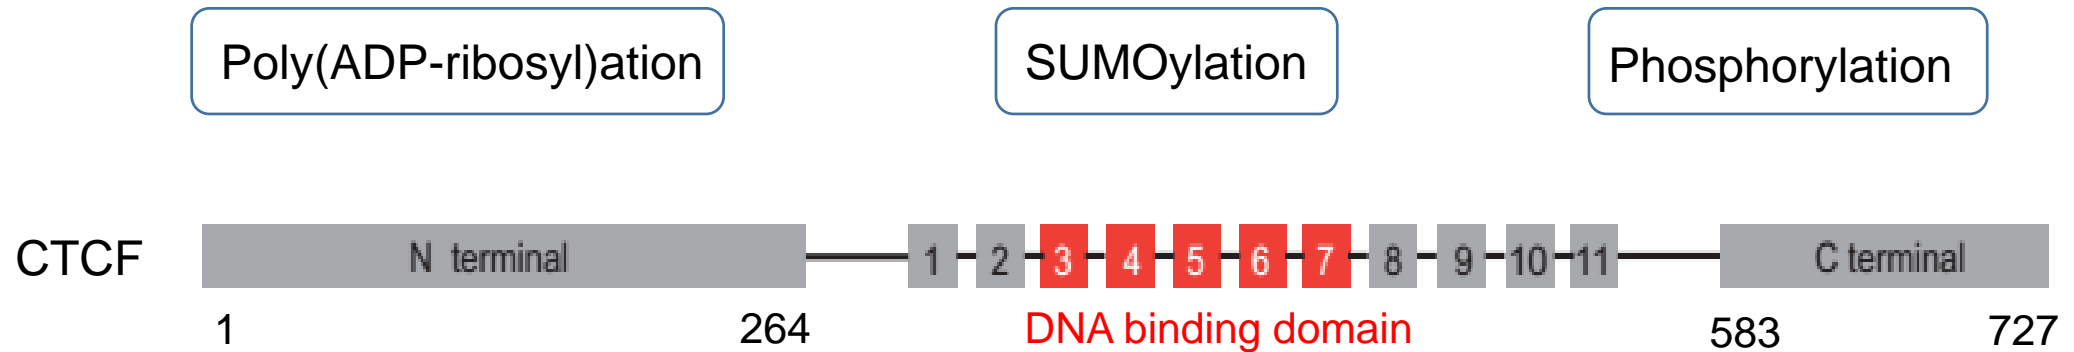 Poly(ADP-ribosyl)ation SUMOylation Phosphorylation
CTCF N terminal 1 2 3 4 5 6 7 8 9 10 11 C terminal
1 264 DNA binding domain 583 727